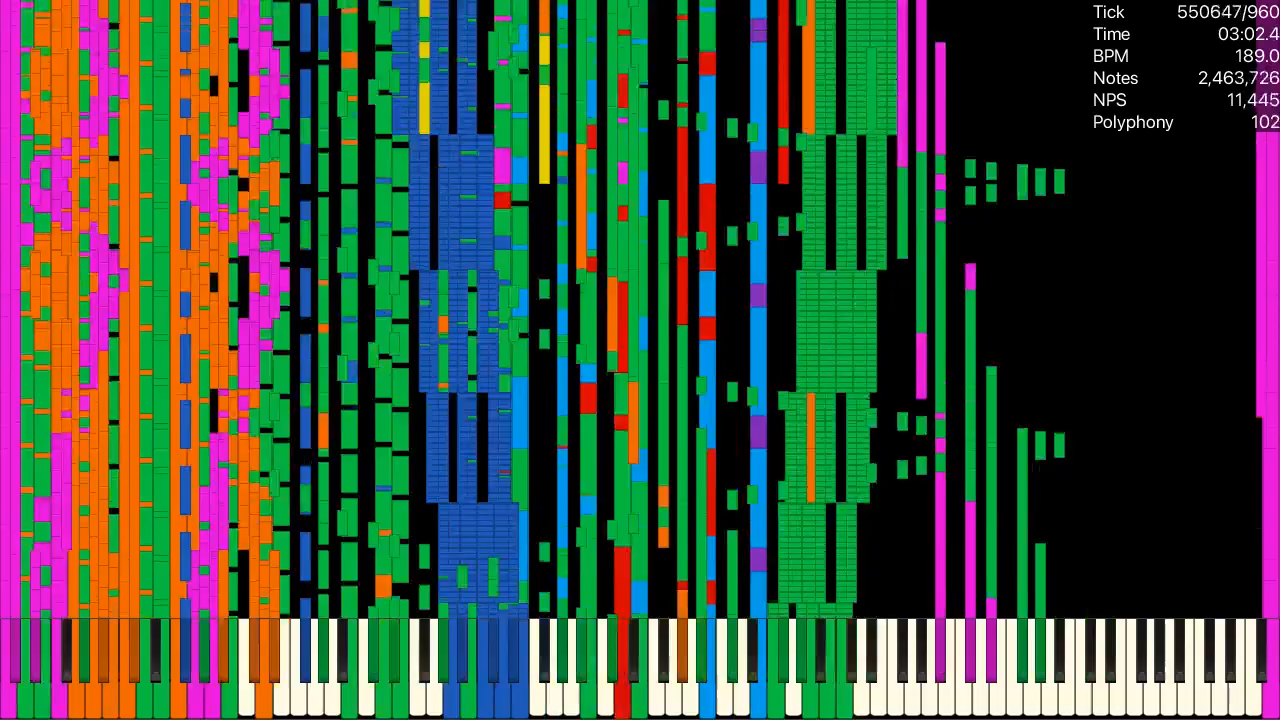 Tick 550647/960
Time 03:02.4
BPM 189.0
Notes 2,463,726
NPS 11,445
Polyphony 102